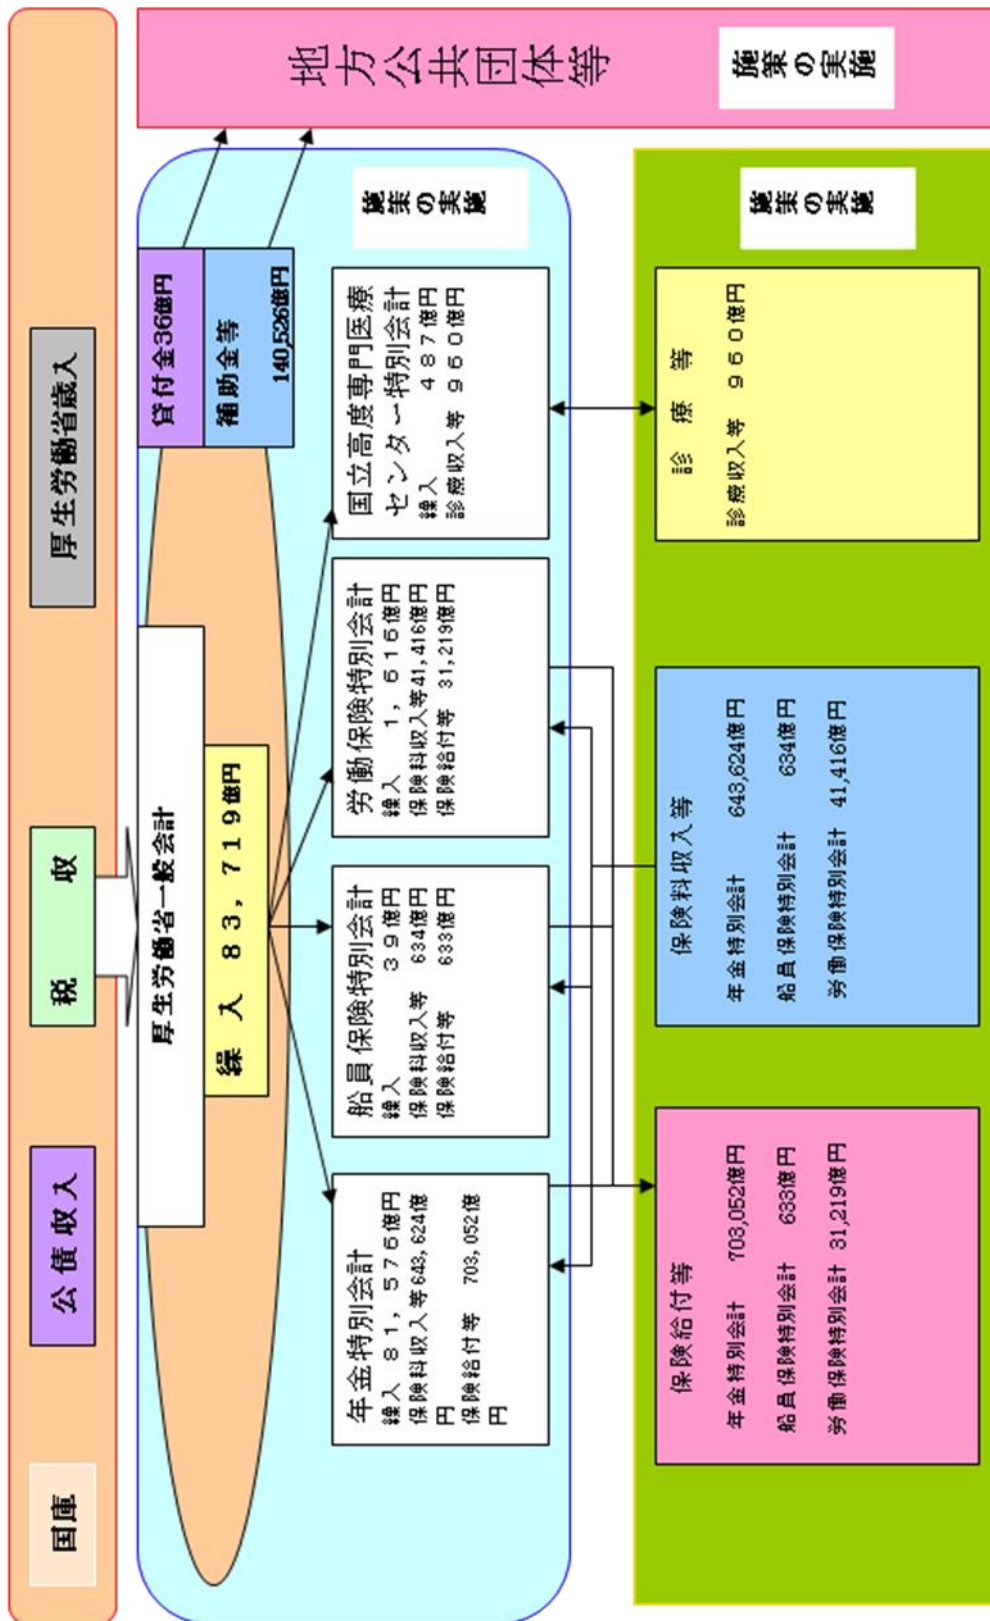 国庫
公債収入
税　収
厚生労働省歳入
厚生労働省一般会計
繰 入 ８３，７１９億円
貸付金36億円
補助金等
140,526億円
地方公共団体等
施策の実施
年金特別会計
繰入 ８１，５７６億円
保険料収入等643,624億
円
保険給付等　703,052億
円
船員保険特別会計
繰入　３９億円
保険料収入等　634億円
保険給付等　633億円
労働保険特別会計
繰入　１，６１６億円
保険料収入等41,416億円
保険給付等 31,219億円
国立高度専門医療
センター特別会計
繰入　４８７億円
診療収入等 ９６０億円
施策の実施
保険給付等
年金特別会計　703,052億円
船員保険特別会計　633億円
労働保険特別会計 31,219億円
保険料収入等
年金特別会計　643,624億円
船員保険特別会計　634億円
労働保険特別会計 41,416億円
診 療 等
診療収入等 ９６０億円
施策の実施